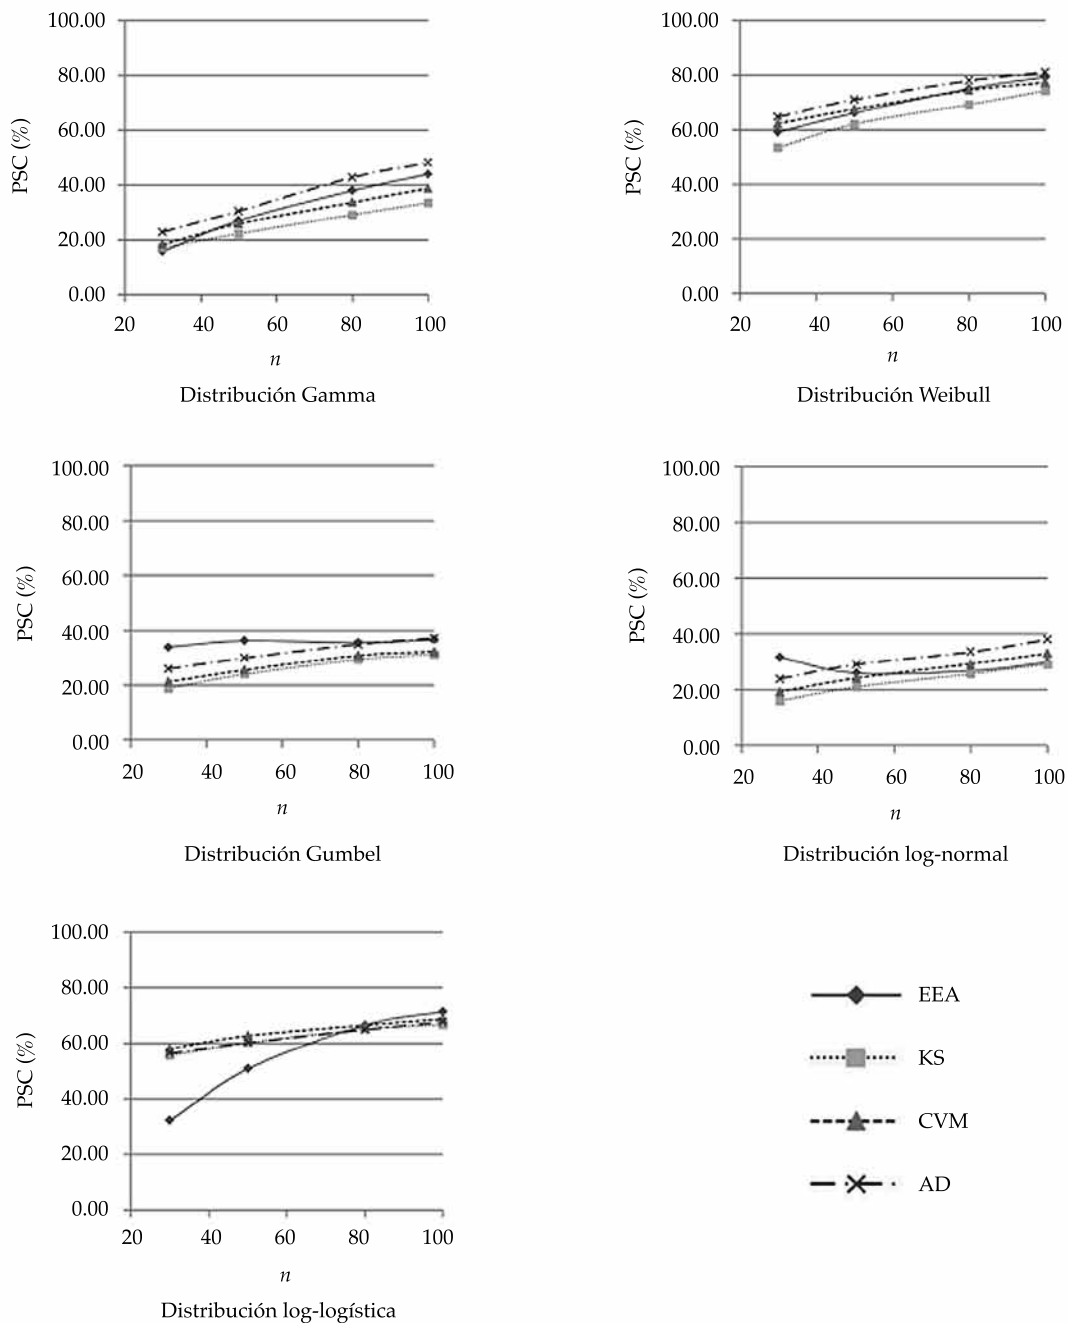 100.00
80.00
60.00
40.00
20.00
0.00
PSC (%)
20 40 60 80 100
n
Distribución Gamma
100.00
80.00
60.00
40.00
20.00
0.00
PSC (%)
20 40 60 80 100
n
Distribución Weibull
100.00
80.00
60.00
40.00
20.00
0.00
PSC (%)
20 40 60 80 100
n
Distribución Gumbel
100.00
80.00
60.00
40.00
20.00
0.00
PSC (%)
20 40 60 80 100
n
Distribución log-normal
100.00
80.00
60.00
40.00
20.00
0.00
PSC (%)
20 40 60 80 100
n
Distribución log-logística
EEA
KS
CVM
AD